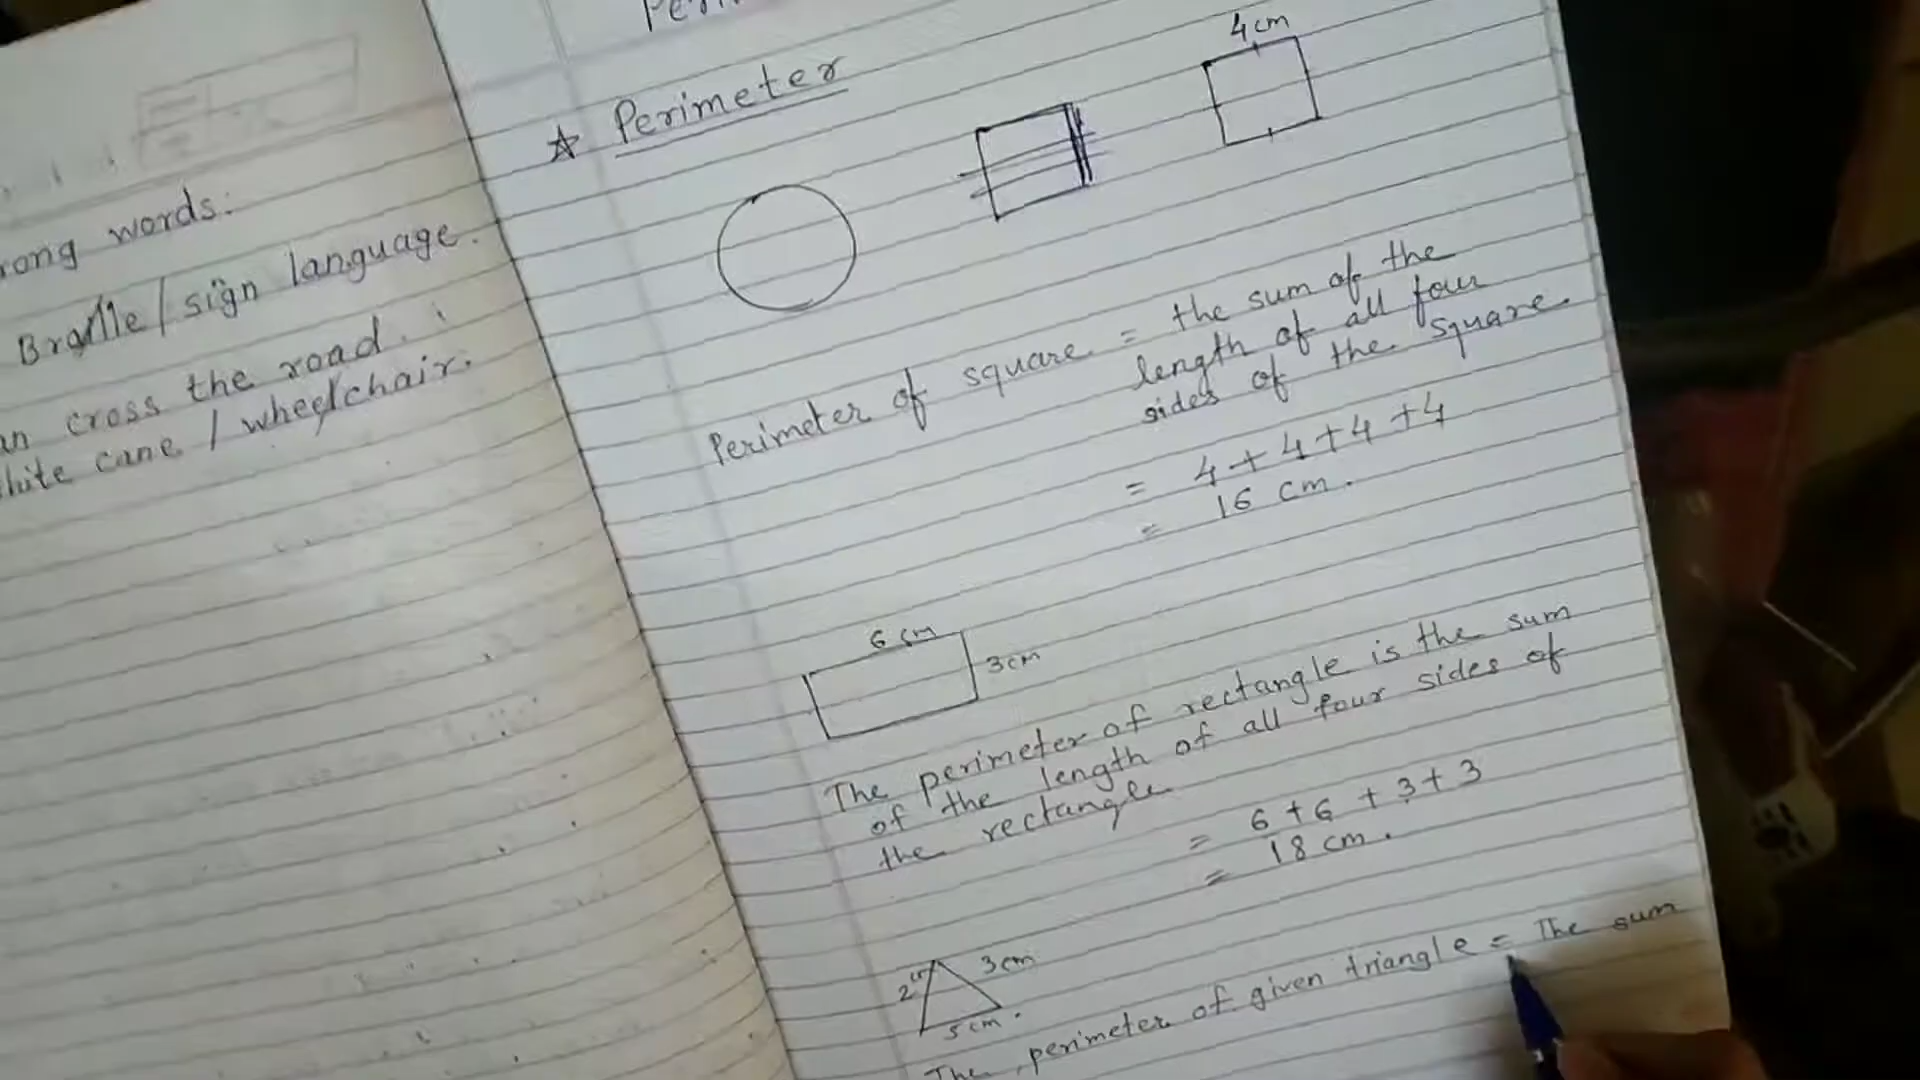 words:
Braille / sign language.
cross the road.
cane / wheelchair.
★ Perimeter
4cm
Perimeter of square = the sum of the
length of all four
sides of the square.
= 4 + 4 + 4 + 4
= 16 cm.
6 cm
3cm
The perimeter of rectangle is the sum
of the length of all four sides of
the rectangle
= 6 + 6 + 3 + 3
= 18 cm.
3cm
5cm.
The perimeter of given triangle = The sum